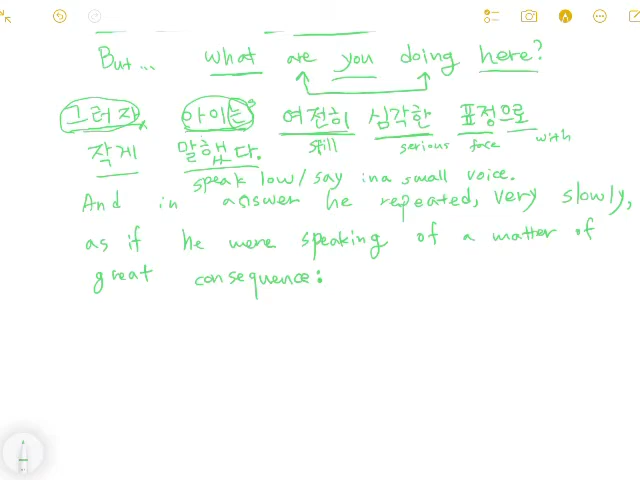 But... what are you doing here?
그러자, 아이는 여전히 심각한 표정으로
still serious face with
작게 말했다.
speak low/say in a small voice.
And in answer he repeated, very slowly,
as if he were speaking of a matter of
great consequence: